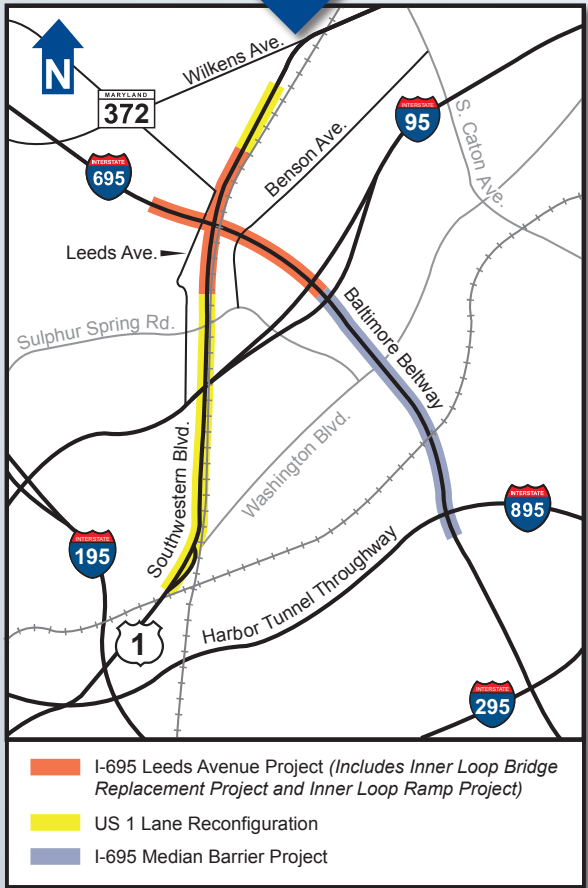 N
Wilkens Ave.
MARYLAND
372
INTERSTATE
95
Benson Ave.
S. Caton Ave.
INTERSTATE
695
Leeds Ave.
Sulphur Spring Rd.
Baltimore Beltway
Southwestern Blvd.
Washington Blvd.
INTERSTATE
895
INTERSTATE
195
Harbor Tunnel Throughway
1
INTERSTATE
295
I-695 Leeds Avenue Project (Includes Inner Loop Bridge
Replacement Project and Inner Loop Ramp Project)
US 1 Lane Reconfiguration
I-695 Median Barrier Project